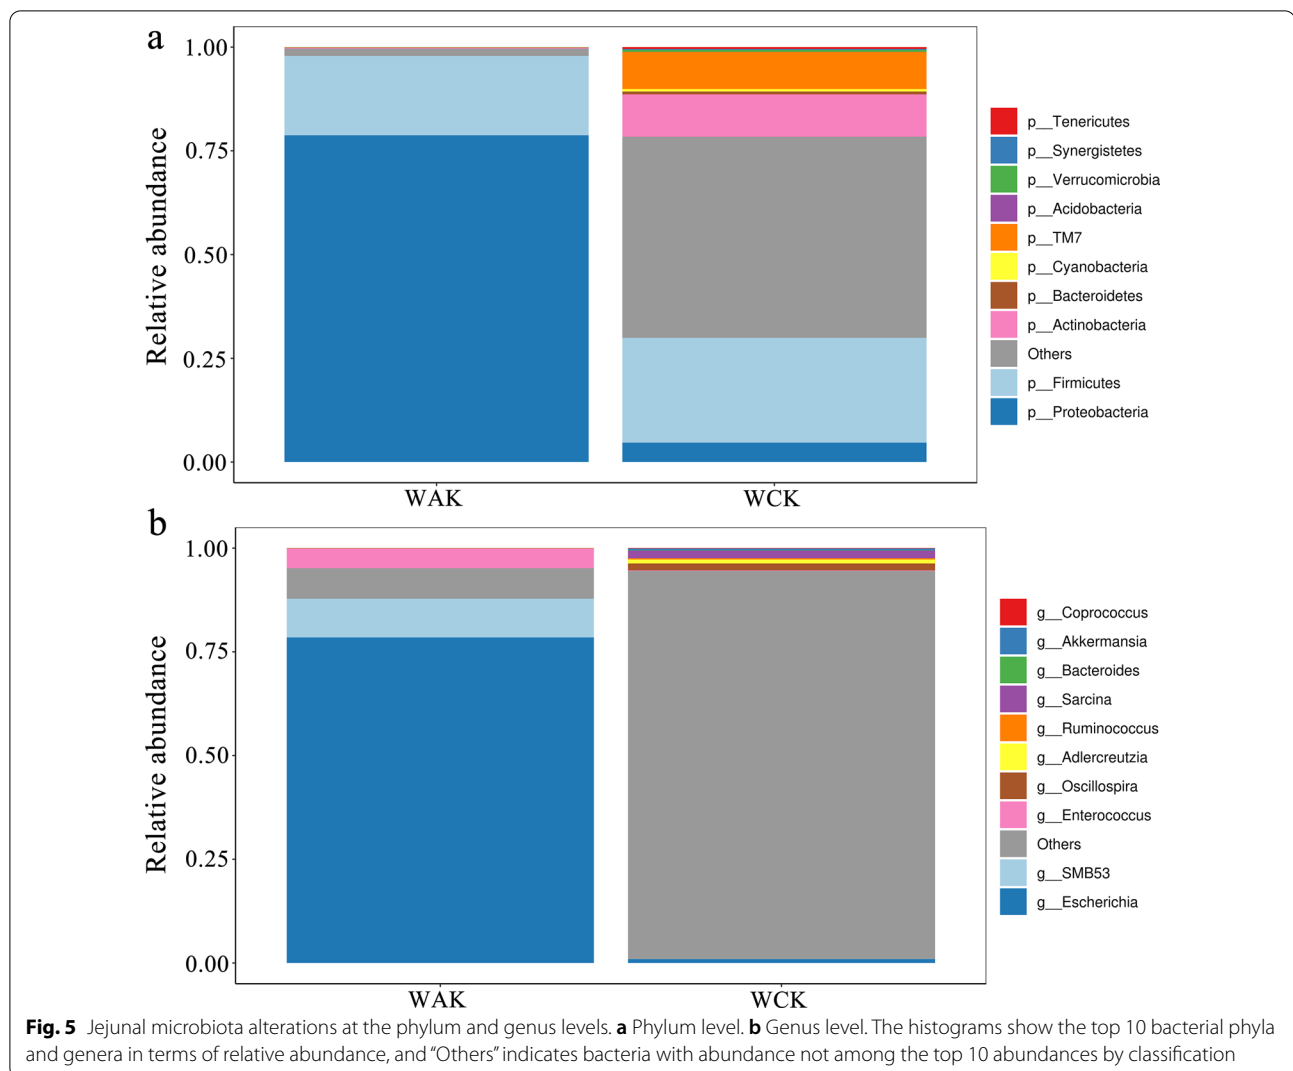 a
Relative abundance
1.00
0.75
0.50
0.25
0.00
WAK
WCK
p__Tenericutes
p__Synergistetes
p__Verrucomicrobia
p__Acidobacteria
p__TM7
p__Cyanobacteria
p__Bacteroidetes
p__Actinobacteria
Others
p__Firmicutes
p__Proteobacteria
b
Relative abundance
1.00
0.75
0.50
0.25
0.00
WAK
WCK
g__Coprococcus
g__Akkermansia
g__Bacteroides
g__Sarcina
g__Ruminococcus
g__Adlercreutzia
g__Oscillospira
g__Enterococcus
Others
g__SMB53
g__Escherichia
Fig. 5 Jejunal microbiota alterations at the phylum and genus levels. a Phylum level. b Genus level. The histograms show the top 10 bacterial phyla
and genera in terms of relative abundance, and “Others” indicates bacteria with abundance not among the top 10 abundances by classification